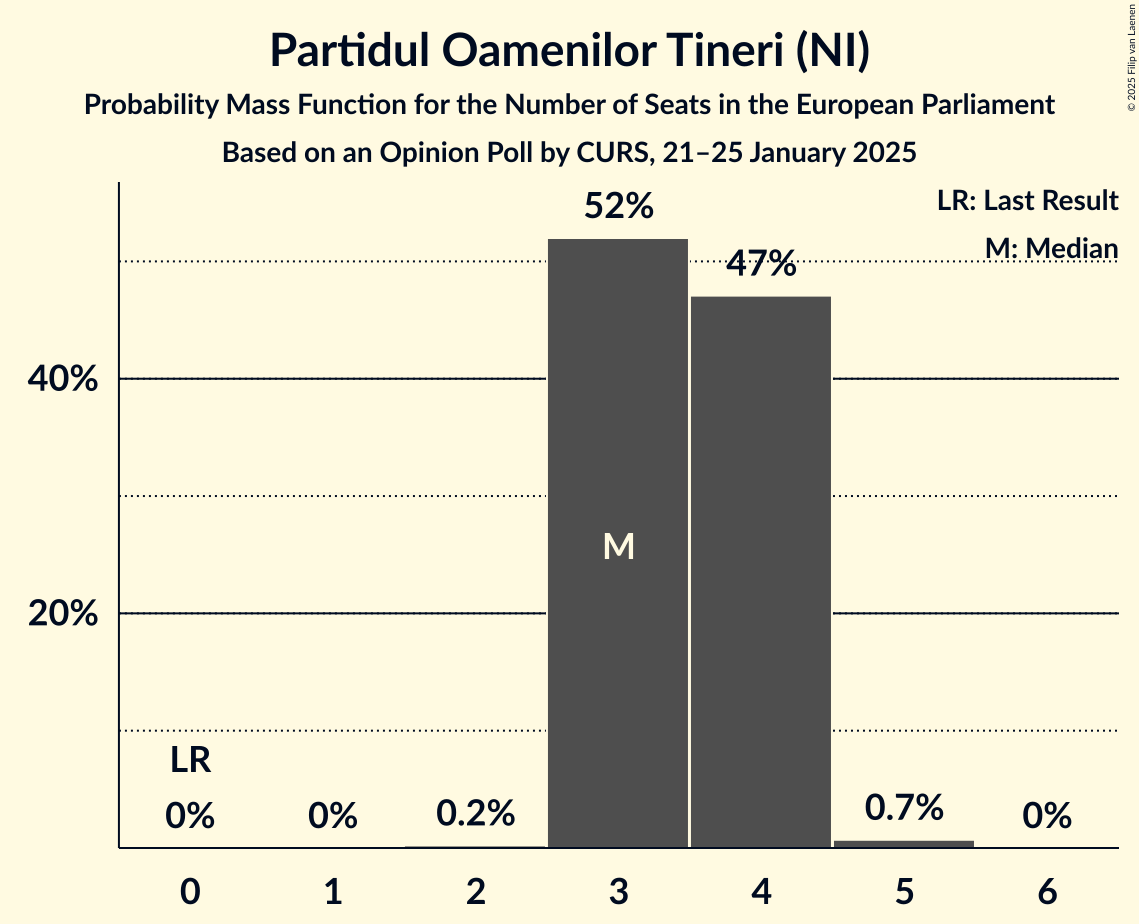 Partidul Oamenilor Tineri (NI)
Probability Mass Function for the Number of Seats in the European Parliament
Based on an Opinion Poll by CURS, 21–25 January 2025
© 2025 Filip van Laenen
LR: Last Result
M: Median
52%
47%
40%
M
20%
LR
0%
0%
0.2%
0.7%
0%
0
1
2
3
4
5
6